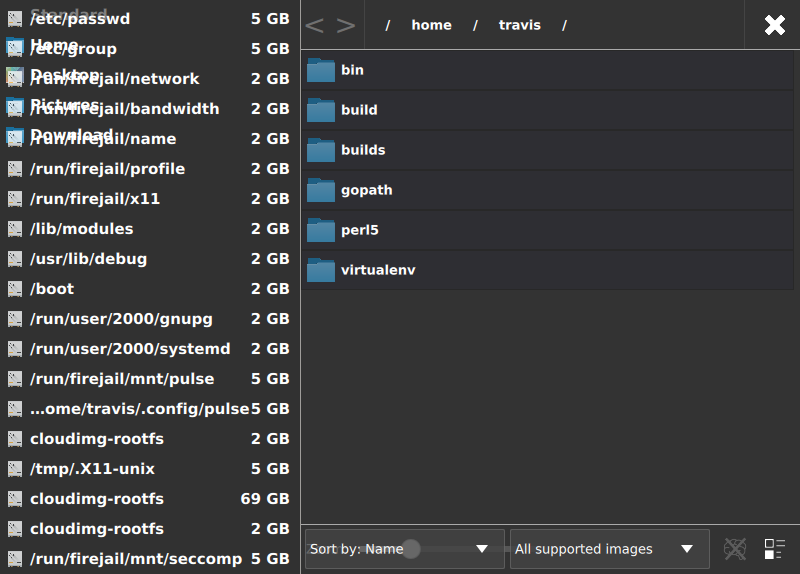 Standard
/etc/passwd 5 GB
Home
/etc/group 5 GB
Desktop
/run/firejail/network 2 GB
Pictures
/run/firejail/bandwidth 2 GB
Download
/run/firejail/name 2 GB
/run/firejail/profile 2 GB
/run/firejail/x11 2 GB
/lib/modules 2 GB
/usr/lib/debug 2 GB
/boot 2 GB
/run/user/2000/gnupg 2 GB
/run/user/2000/systemd 2 GB
/run/firejail/mnt/pulse 5 GB
...ome/travis/.config/pulse 5 GB
cloudimg-rootfs 2 GB
/tmp/.X11-unix 5 GB
cloudimg-rootfs 69 GB
cloudimg-rootfs 2 GB
/run/firejail/mnt/seccomp 5 GB
< > / home / travis /
bin
build
builds
gopath
perl5
virtualenv
Sort by: Name
All supported images